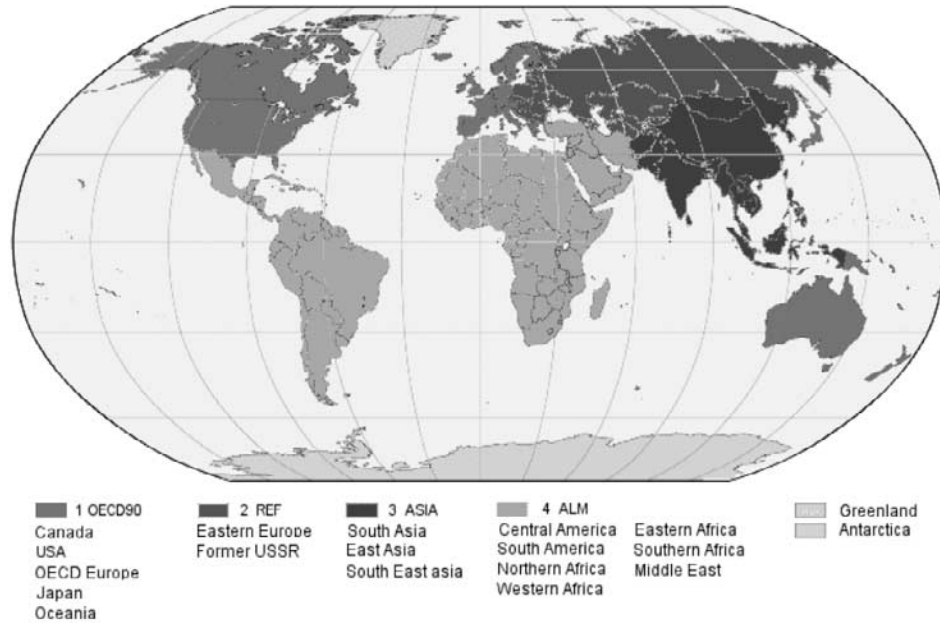 1 OECD90
Canada
USA
OECD Europe
Japan
Oceania
2 REF
Eastern Europe
Former USSR
3 ASIA
South Asia
East Asia
South East asia
4 ALM
Central America
South America
Northern Africa
Western Africa
Eastern Africa
Southern Africa
Middle East
Greenland
Antarctica